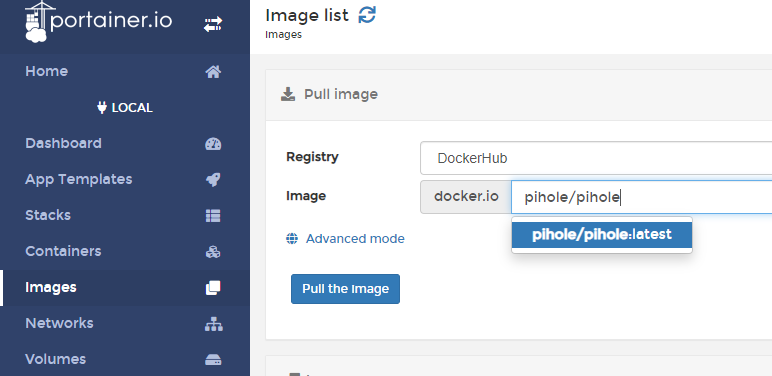 portainer.io
Home
LOCAL
Dashboard
App Templates
Stacks
Containers
Images
Networks
Volumes
Image list
Images
Pull image
Registry
DockerHub
Image
docker.io
pihole/pihole
pihole/pihole:latest
Advanced mode
Pull the image